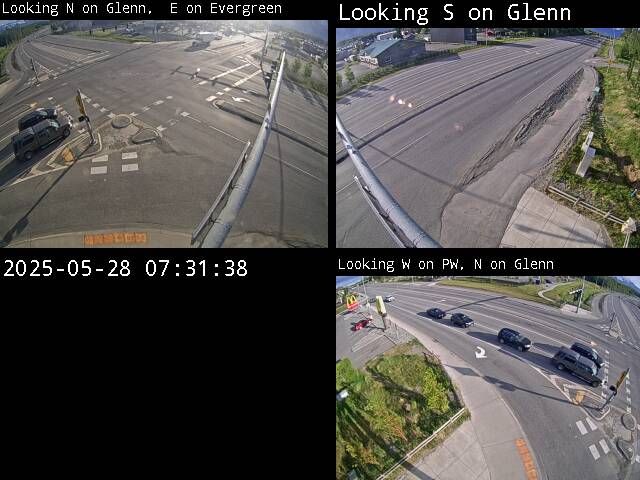 Looking N on Glenn,  E on Evergreen
Looking S on Glenn
2025-05-28 07:31:38
Looking W on PW, N on Glenn